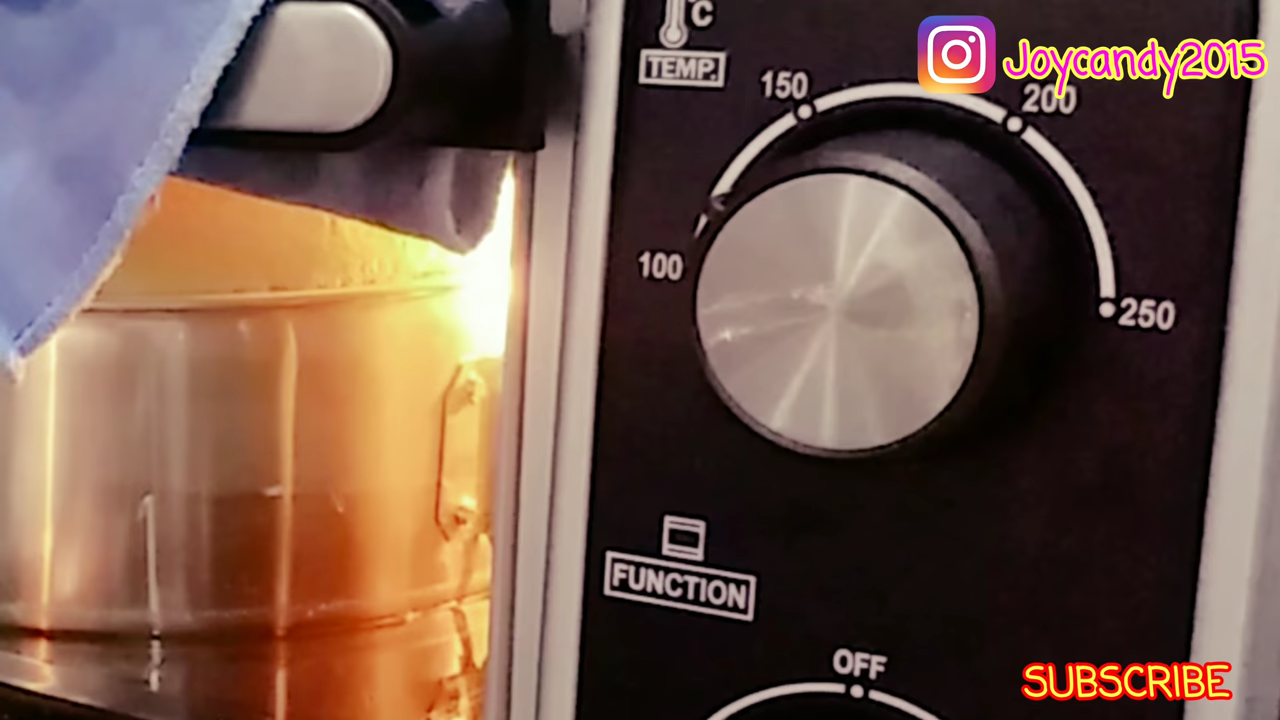 °C
TEMP.
Joycandy2015
150
200
100
250
FUNCTION
OFF
SUBSCRIBE